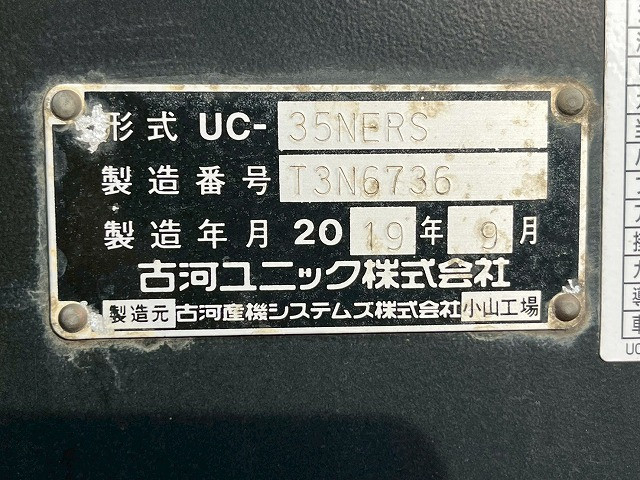 形式 UC-35NERS
製造番号 T3N6736
製造年月 2019年9月
古河ユニック株式会社
製造元 古河産機システムズ株式会社 小山工場
UC